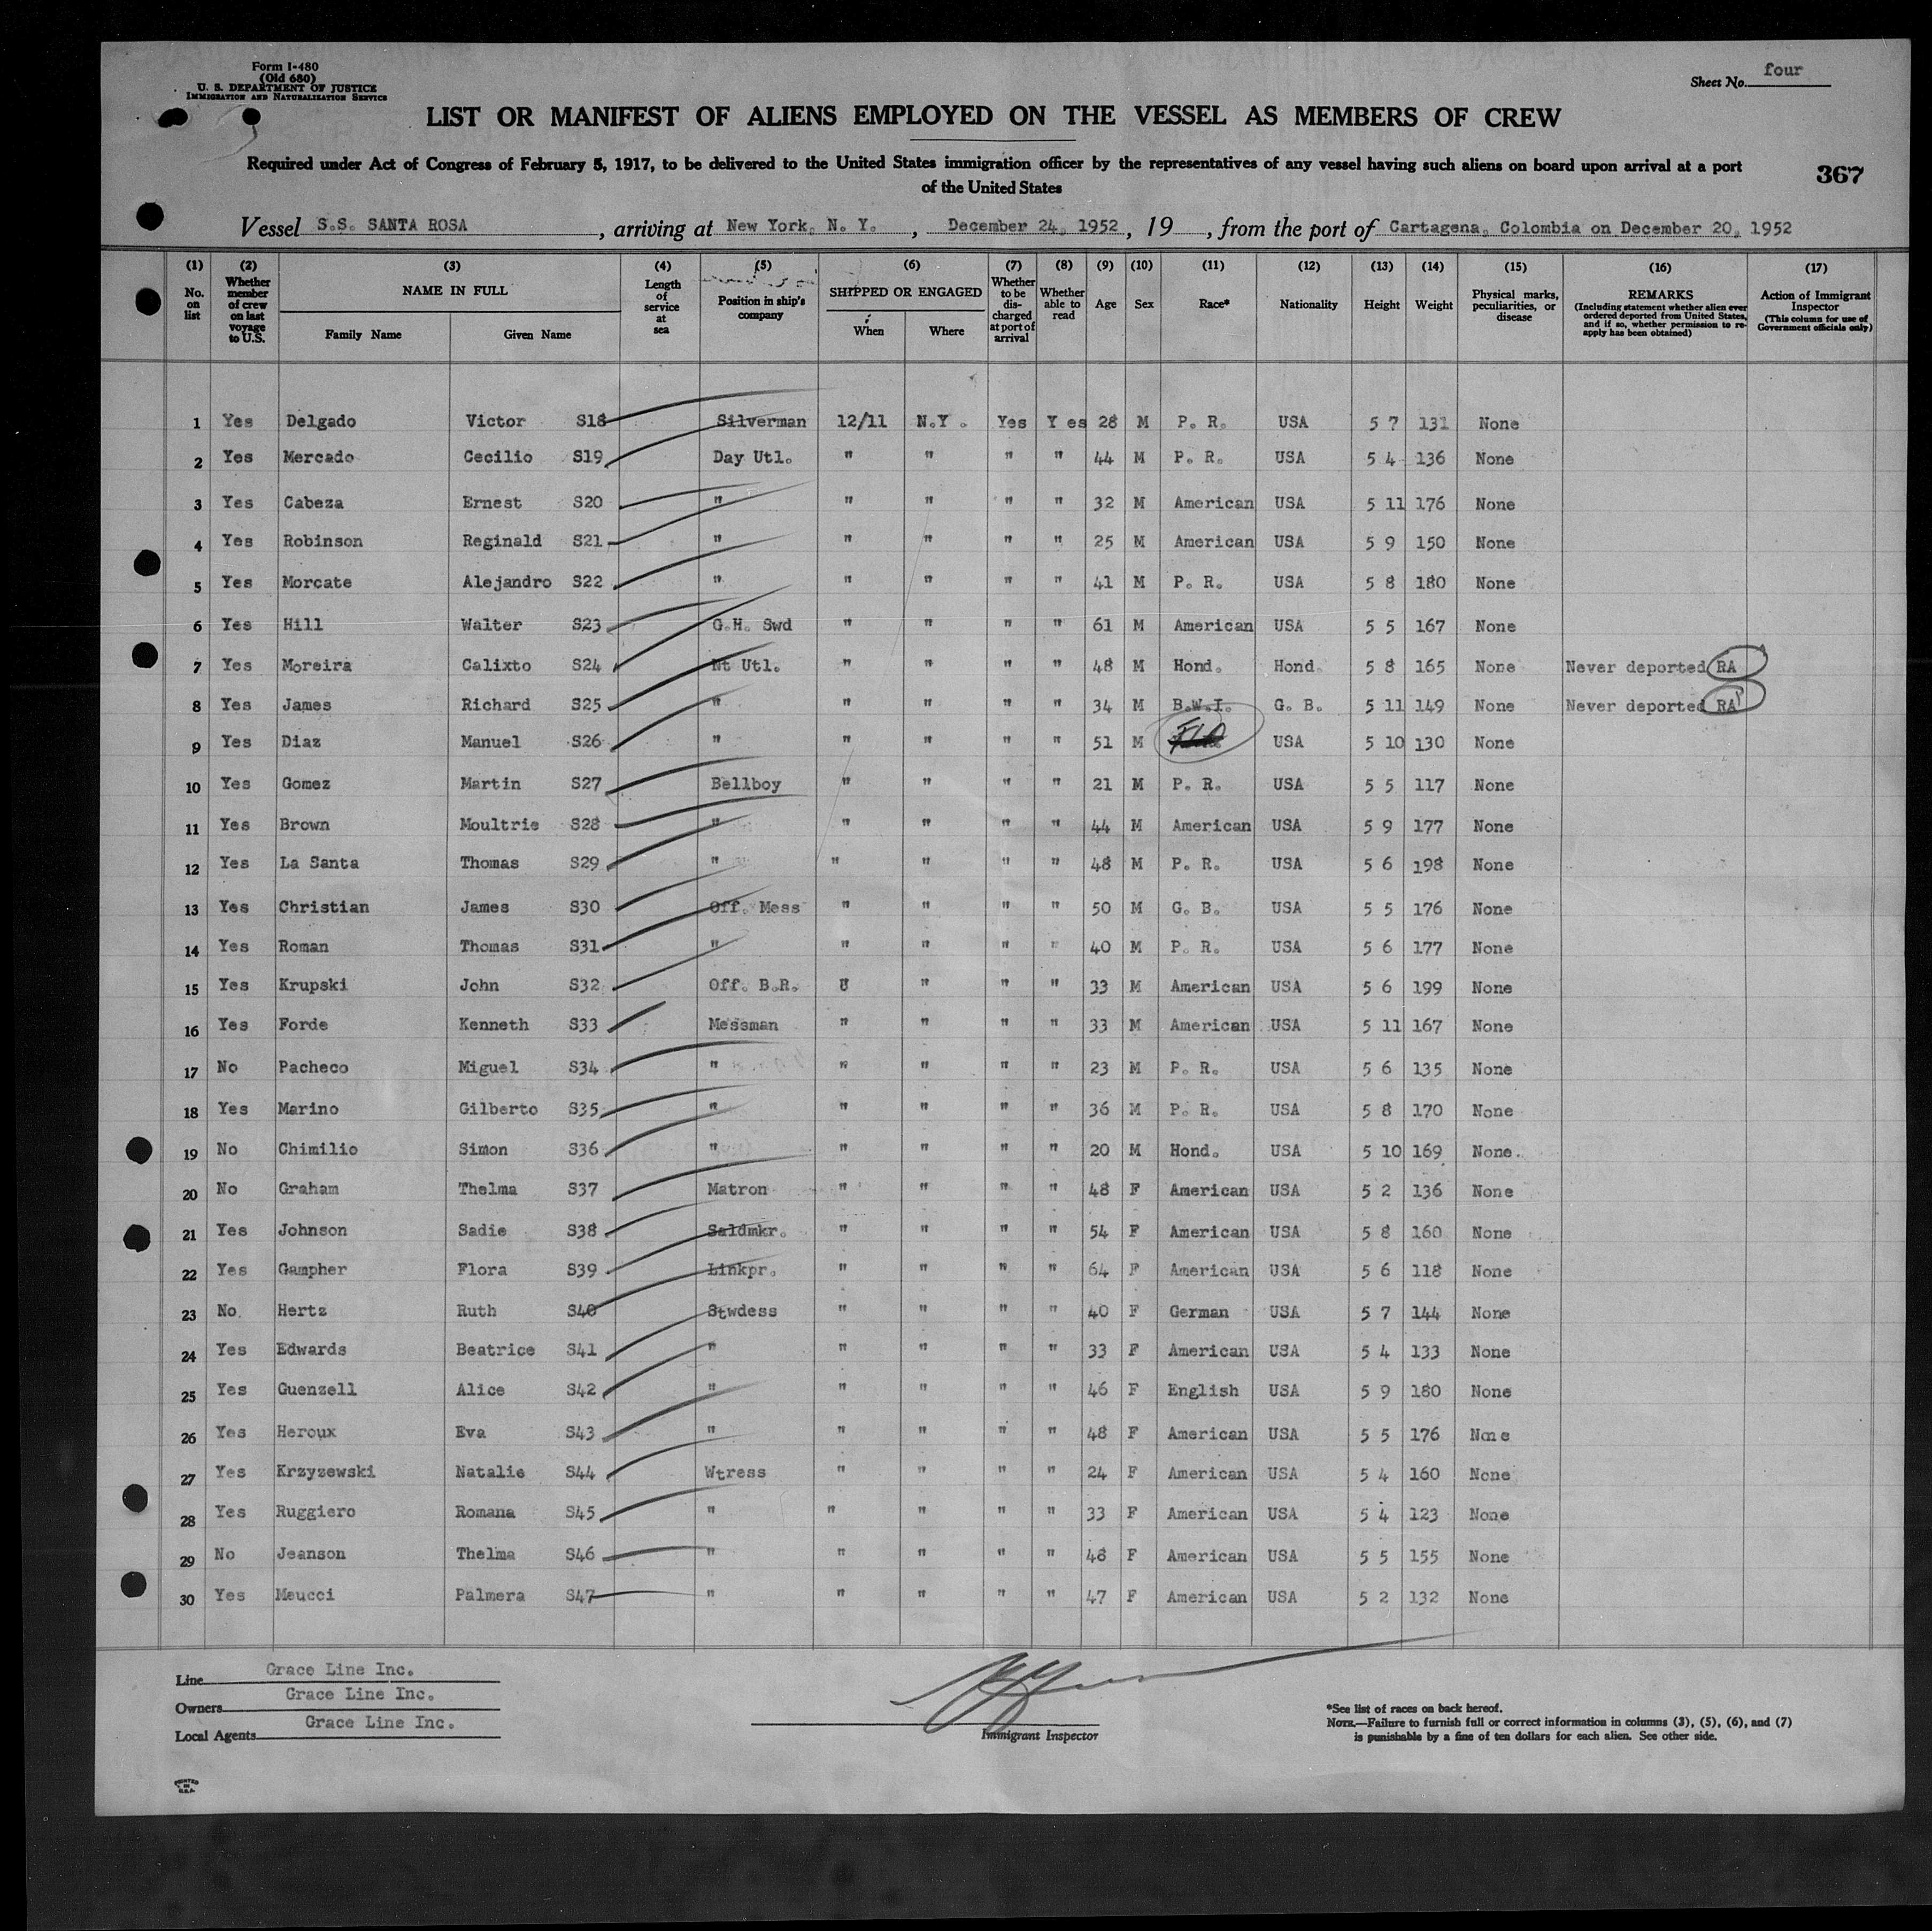 Form I-480
(Old 680)
U. S. DEPARTMENT OF JUSTICE
IMMIGRATION AND NATURALIZATION SERVICE
Sheet No. four
LIST OR MANIFEST OF ALIENS EMPLOYED ON THE VESSEL AS MEMBERS OF CREW
Required under Act of Congress of February 5, 1917, to be delivered to the United States immigration officer by the representatives of any vessel having such aliens on board upon arrival at a port
of the United States
367
Vessel S.S. SANTA ROSA, arriving at New York, N. Y., December 24, 1952, 19, from the port of Cartagena, Colombia on December 20, 1952
(1) No. on list (2) Whether member of crew on last voyage to U.S. (3) NAME IN FULL Family Name Given Name (4) Length of service at sea (5) Position in ship's company (6) SHIPPED OR ENGAGED When Where (7) Whether to be discharged at port of arrival (8) Whether able to read (9) Age (10) Sex (11) Race* (12) Nationality (13) Height (14) Weight (15) Physical marks, peculiarities, or disease (16) REMARKS (Including statement whether alien ever ordered deported from United States, and if so, whether permission to re-apply has been obtained) (17) Action of Immigrant Inspector (This column for use of Government officials only)
1 Yes Delgado Victor S18 Silverman 12/11 N.Y . Yes Y es 28 M P. R. USA 5 7 131 None
2 Yes Mercado Cecilio S19 Day Utl. " " " " 44 M P. R. USA 5 4 136 None
3 Yes Cabeza Ernest S20 " " " " " 32 M American USA 5 11 176 None
4 Yes Robinson Reginald S21 " " " " " 25 M American USA 5 9 150 None
5 Yes Morcate Alejandro S22 " " " " " 41 M P. R. USA 5 8 180 None
6 Yes Hill Walter S23 G.H. Swd " " " " 61 M American USA 5 5 167 None
7 Yes Moreira Calixto S24 Nt Utl. " " " " 48 M Hond. Hond. 5 8 165 None Never deported RA
8 Yes James Richard S25 " " " " " 34 M B.W.I. G. B. 5 11 149 None Never deported RA
9 Yes Diaz Manuel S26 " " " " " 51 M USA 5 10 130 None
10 Yes Gomez Martin S27 Bellboy " " " " 21 M P. R. USA 5 5 117 None
11 Yes Brown Moultrie S28 " " " " " 44 M American USA 5 9 177 None
12 Yes La Santa Thomas S29 " " " " " 48 M P. R. USA 5 6 198 None
13 Yes Christian James S30 Off. Mess " " " " 50 M G. B. USA 5 5 176 None
14 Yes Roman Thomas S31 " " " " " 40 M P. R. USA 5 6 177 None
15 Yes Krupski John S32 Off. B.R. " " " " 33 M American USA 5 6 199 None
16 Yes Forde Kenneth S33 Messman " " " " 33 M American USA 5 11 167 None
17 No Pacheco Miguel S34 " " " " " 23 M P. R. USA 5 6 135 None
18 Yes Marino Gilberto S35 " " " " " 36 M P. R. USA 5 8 170 None
19 No Chimilio Simon S36 " " " " " 20 M Hond. USA 5 10 169 None.
20 No Graham Thelma S37 Matron " " " " 48 F American USA 5 2 136 None
21 Yes Johnson Sadie S38 Saldmkr. " " " " 54 F American USA 5 8 160 None
22 Yes Gampher Flora S39 Linkpr. " " " " 64 F American USA 5 6 118 None
23 No. Hertz Ruth S40 Stwdess " " " " 40 F German USA 5 7 144 None
24 Yes Edwards Beatrice S41 " " " " " 33 F American USA 5 4 133 None
25 Yes Guenzell Alice S42 " " " " " 46 F English USA 5 9 180 None
26 Yes Heroux Eva S43 " " " " " 48 F American USA 5 5 176 None
27 Yes Krzyzewski Natalie S44 Wtress " " " " 24 F American USA 5 4 160 None
28 Yes Ruggiero Romana S45 " " " " " 33 F American USA 5 4 123 None
29 No Jeanson Thelma S46 " " " " " 48 F American USA 5 5 155 None
30 Yes Meucci Palmera S47 " " " " " 47 F American USA 5 2 132 None
Line Grace Line Inc.
Owners Grace Line Inc.
Local Agents Grace Line Inc.
Immigrant Inspector
*See list of races on back hereof.
NOTE.—Failure to furnish full or correct information in columns (3), (5), (6), and (7)
is punishable by a fine of ten dollars for each alien. See other side.
PRINTED
IN
U.S.A.